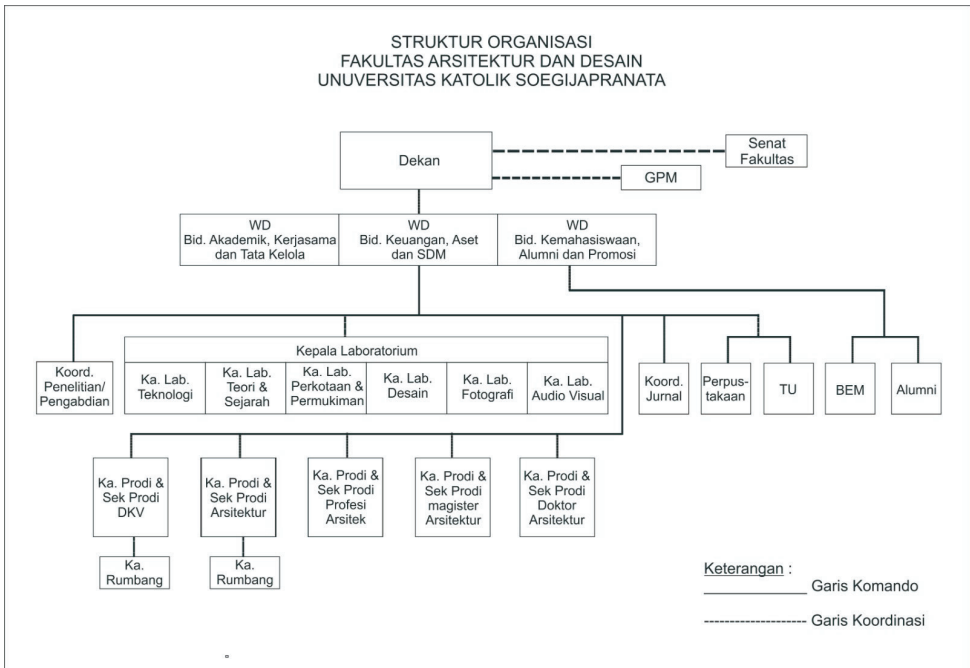 STRUKTUR ORGANISASI
FAKULTAS ARSITEKTUR DAN DESAIN
UNUVERSITAS KATOLIK SOEGIJAPRANATA
Dekan
Senat
Fakultas
GPM
WD
Bid. Akademik, Kerjasama
dan Tata Kelola
WD
Bid. Keuangan, Aset
dan SDM
WD
Bid. Kemahasiswaan,
Alumni dan Promosi
Koord.
Penelitian/
Pengabdian
Kepala Laboratorium
Ka. Lab.
Teknologi
Ka. Lab.
Teori &
Sejarah
Ka. Lab.
Perkotaan &
Permukiman
Ka. Lab.
Desain
Ka. Lab.
Fotografi
Ka. Lab.
Audio Visual
Koord.
Jurnal
Perpus-
takaan
TU
BEM
Alumni
Ka. Prodi &
Sek Prodi
DKV
Ka. Prodi &
Sek Prodi
Arsitektur
Ka. Prodi &
Sek Prodi
Profesi
Arsitek
Ka. Prodi &
Sek Prodi
magister
Arsitektur
Ka. Prodi &
Sek Prodi
Doktor
Arsitektur
Ka.
Rumbang
Ka.
Rumbang
Keterangan :
Garis Komando
Garis Koordinasi